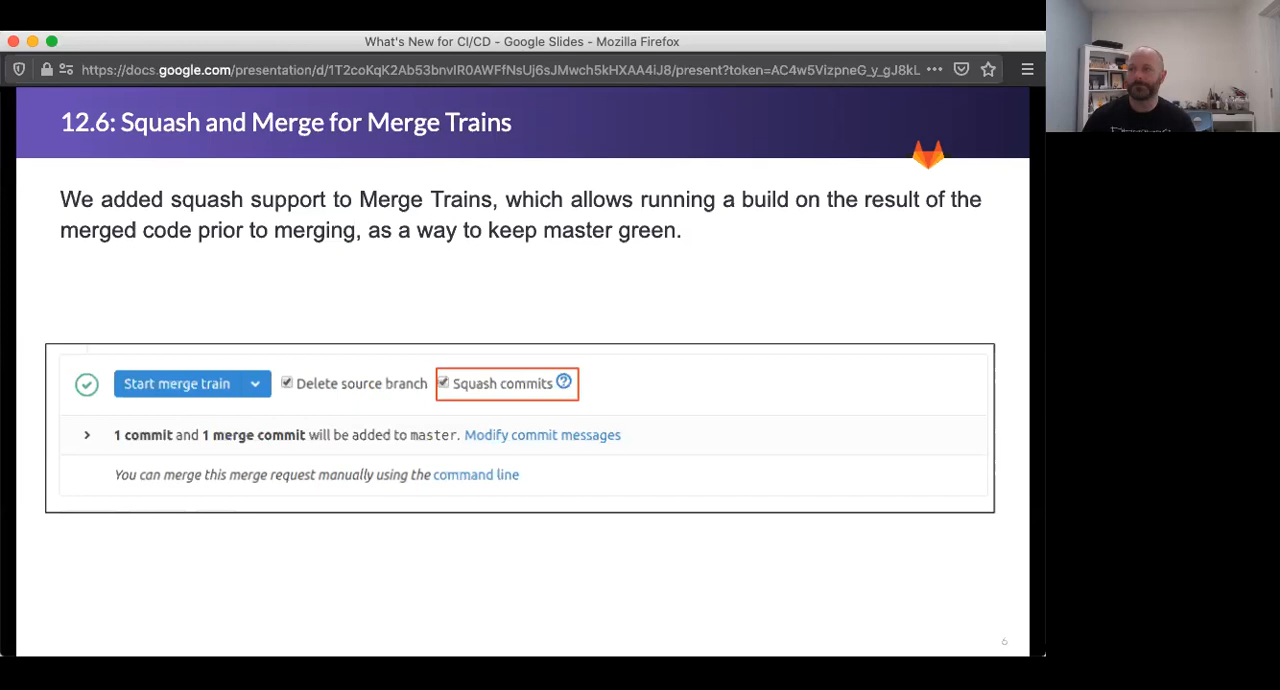 What's New for CI/CD - Google Slides - Mozilla Firefox
https://docs.google.com/presentation/d/1T2coKqK2Ab53bnvIR0AWFfNsUj6sJMwch5kHXAA4iJ8/present?token=AC4w5VizpneG_y_gJ8kL
12.6: Squash and Merge for Merge Trains
We added squash support to Merge Trains, which allows running a build on the result of the
merged code prior to merging, as a way to keep master green.
Start merge train Delete source branch Squash commits
1 commit and 1 merge commit will be added to master. Modify commit messages
You can merge this merge request manually using the command line
6